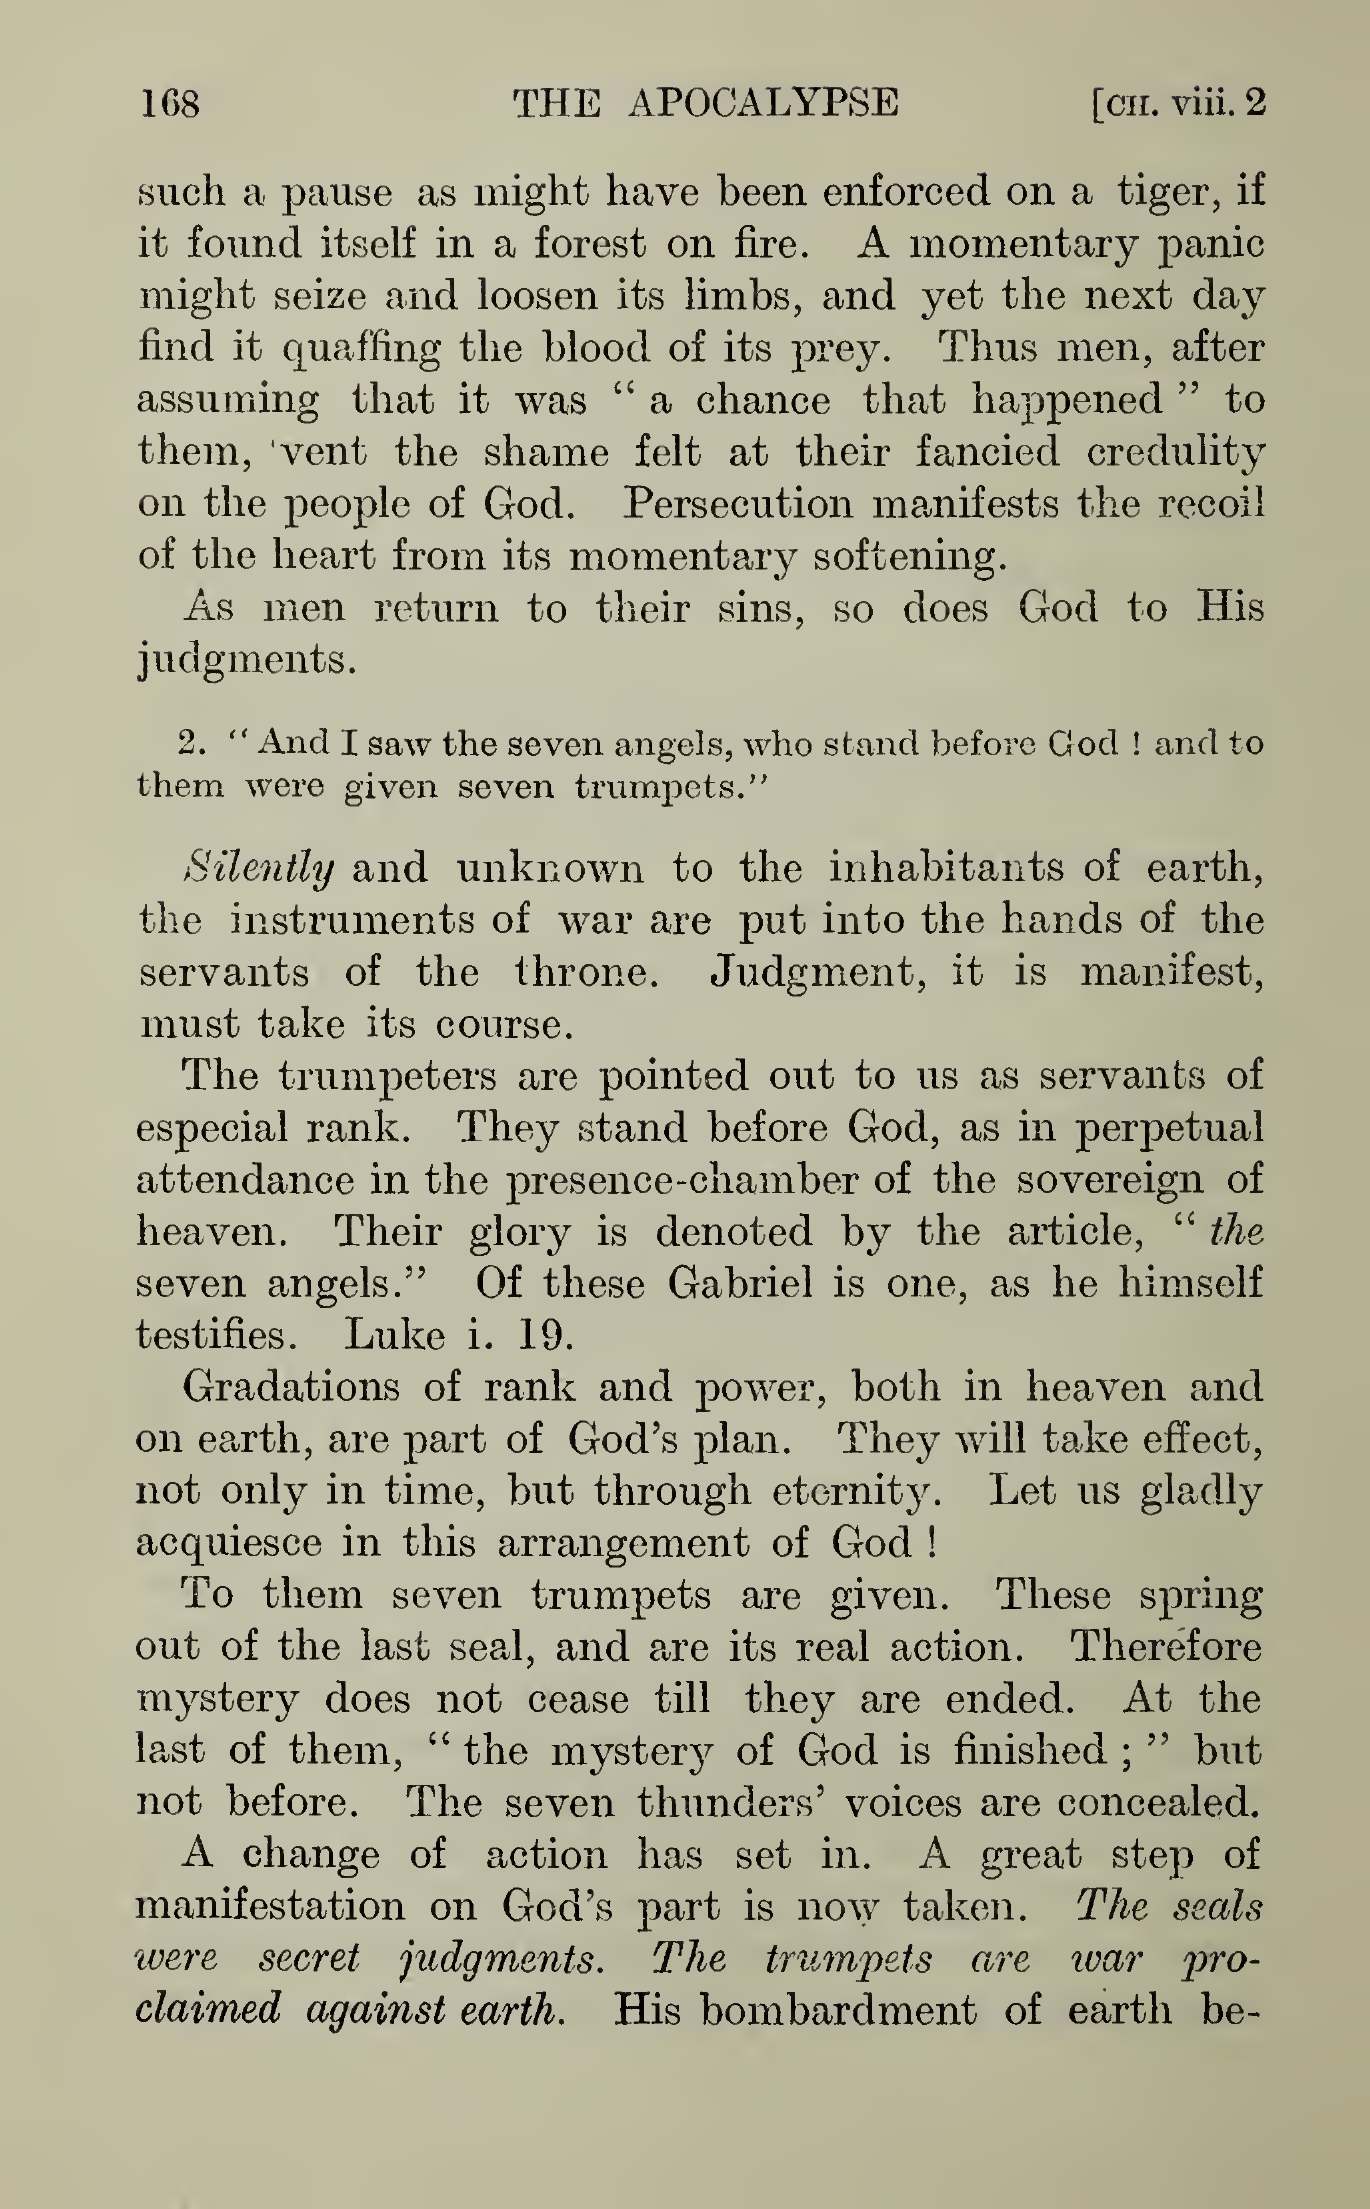 168 THE APOCALYPSE [CH. viii. 2
such a pause as might have been enforced on a tiger, if
it found itself in a forest on fire. A momentary panic
might seize and loosen its limbs, and yet the next day
find it quaffing the blood of its prey. Thus men, after
assuming that it was “ a chance that happened ” to
them, vent the shame felt at their fancied credulity
on the people of God. Persecution manifests the recoil
of the heart from its momentary softening.
As men return to their sins, so does God to His
judgments.
2. “ And I saw the seven angels, who stand before God ! and to
them were given seven trumpets.”
Silently and unknown to the inhabitants of earth,
the instruments of war are put into the hands of the
servants of the throne. Judgment, it is manifest,
must take its course.
The trumpeters are pointed out to us as servants of
especial rank. They stand before God, as in perpetual
attendance in the presence-chamber of the sovereign of
heaven. Their glory is denoted by the article, “ the
seven angels.” Of these Gabriel is one, as he himself
testifies. Luke i. 19.
Gradations of rank and power, both in heaven and
on earth, are part of God’s plan. They will take effect,
not only in time, but through eternity. Let us gladly
acquiesce in this arrangement of God !
To them seven trumpets are given. These spring
out of the last seal, and are its real action. Therefore
mystery does not cease till they are ended. At the
last of them, “ the mystery of God is finished ; ” but
not before. The seven thunders’ voices are concealed.
A change of action has set in. A great step of
manifestation on God’s part is now taken. The seals
were secret judgments. The trumpets are war pro-
claimed against earth. His bombardment of earth be-